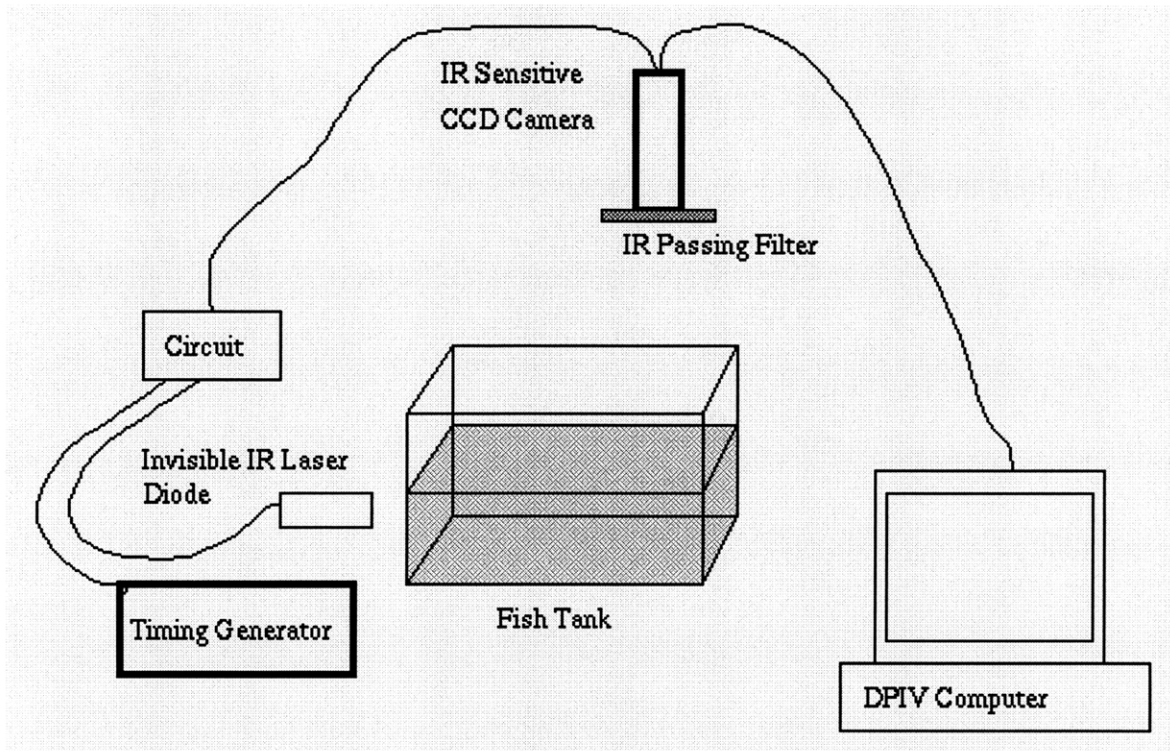 IR Sensitive
CCD Camera
IR Passing Filter
Circuit
Invisible IR Laser
Diode
Timing Generator
Fish Tank
DPIV Computer